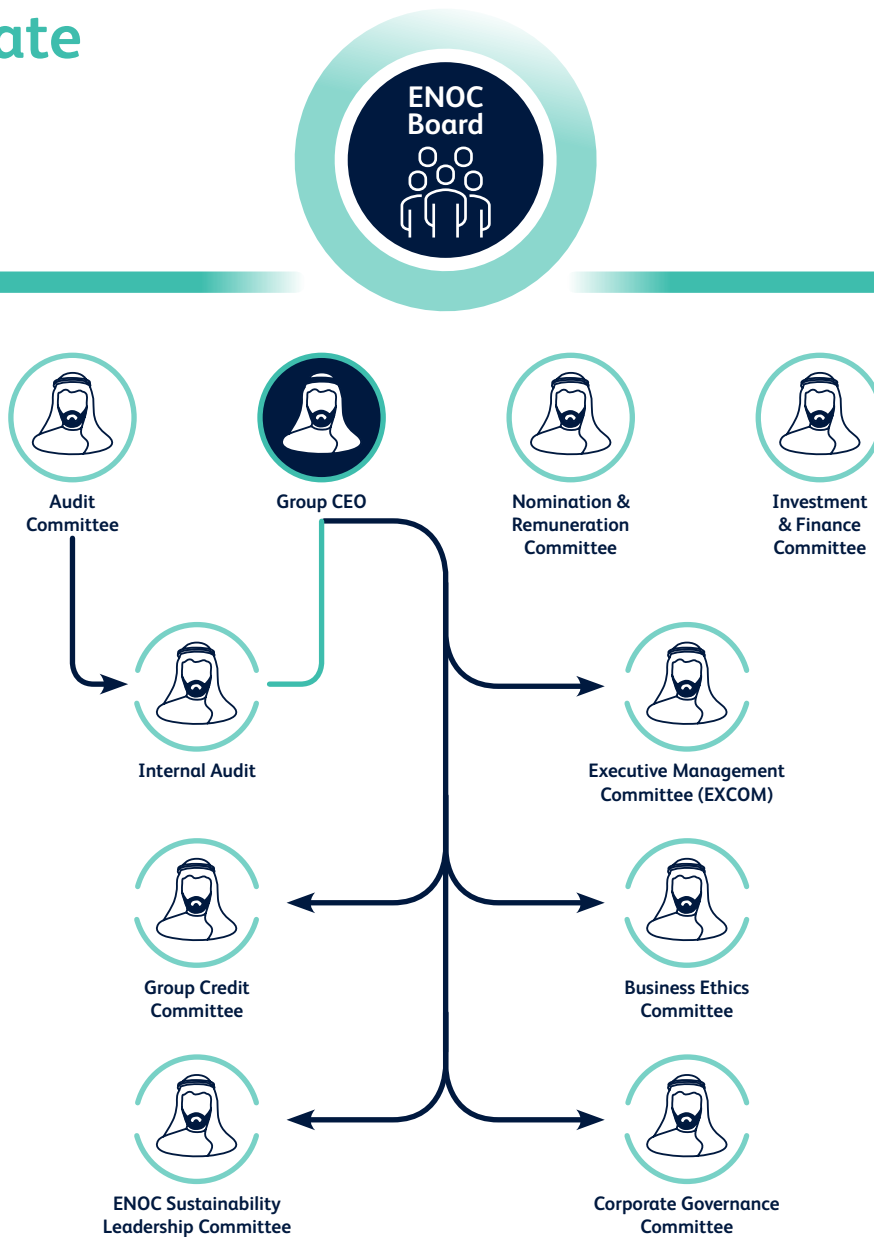 ate
ENOC
Board
Audit
Committee
Group CEO
Nomination &
Remuneration
Committee
Investment
& Finance
Committee
Internal Audit
Executive Management
Committee (EXCOM)
Group Credit
Committee
Business Ethics
Committee
ENOC Sustainability
Leadership Committee
Corporate Governance
Committee